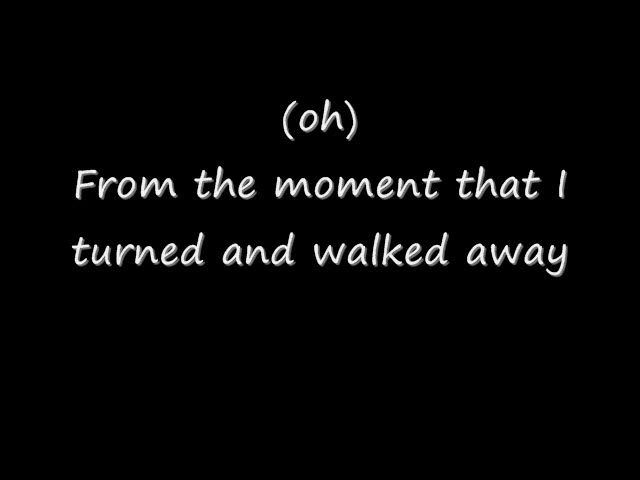 (oh)
From the moment that I
turned and walked away